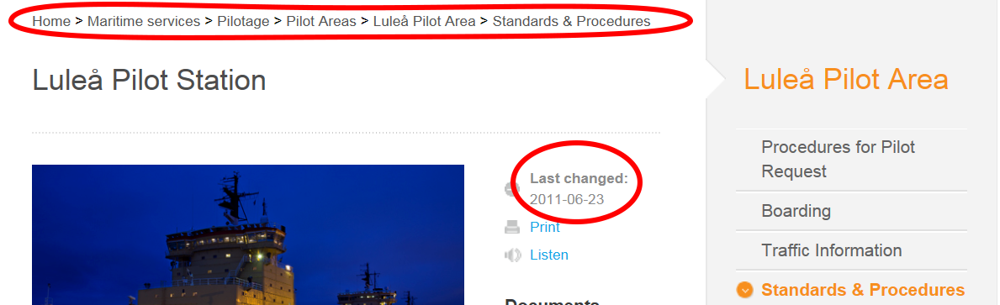 Home > Maritime services > Pilotage > Pilot Areas > Luleå Pilot Area > Standards & Procedures
Luleå Pilot Station
Last changed:
2011-06-23
Print
Listen
Documents
Luleå Pilot Area
Procedures for Pilot
Request
Boarding
Traffic Information
Standards & Procedures